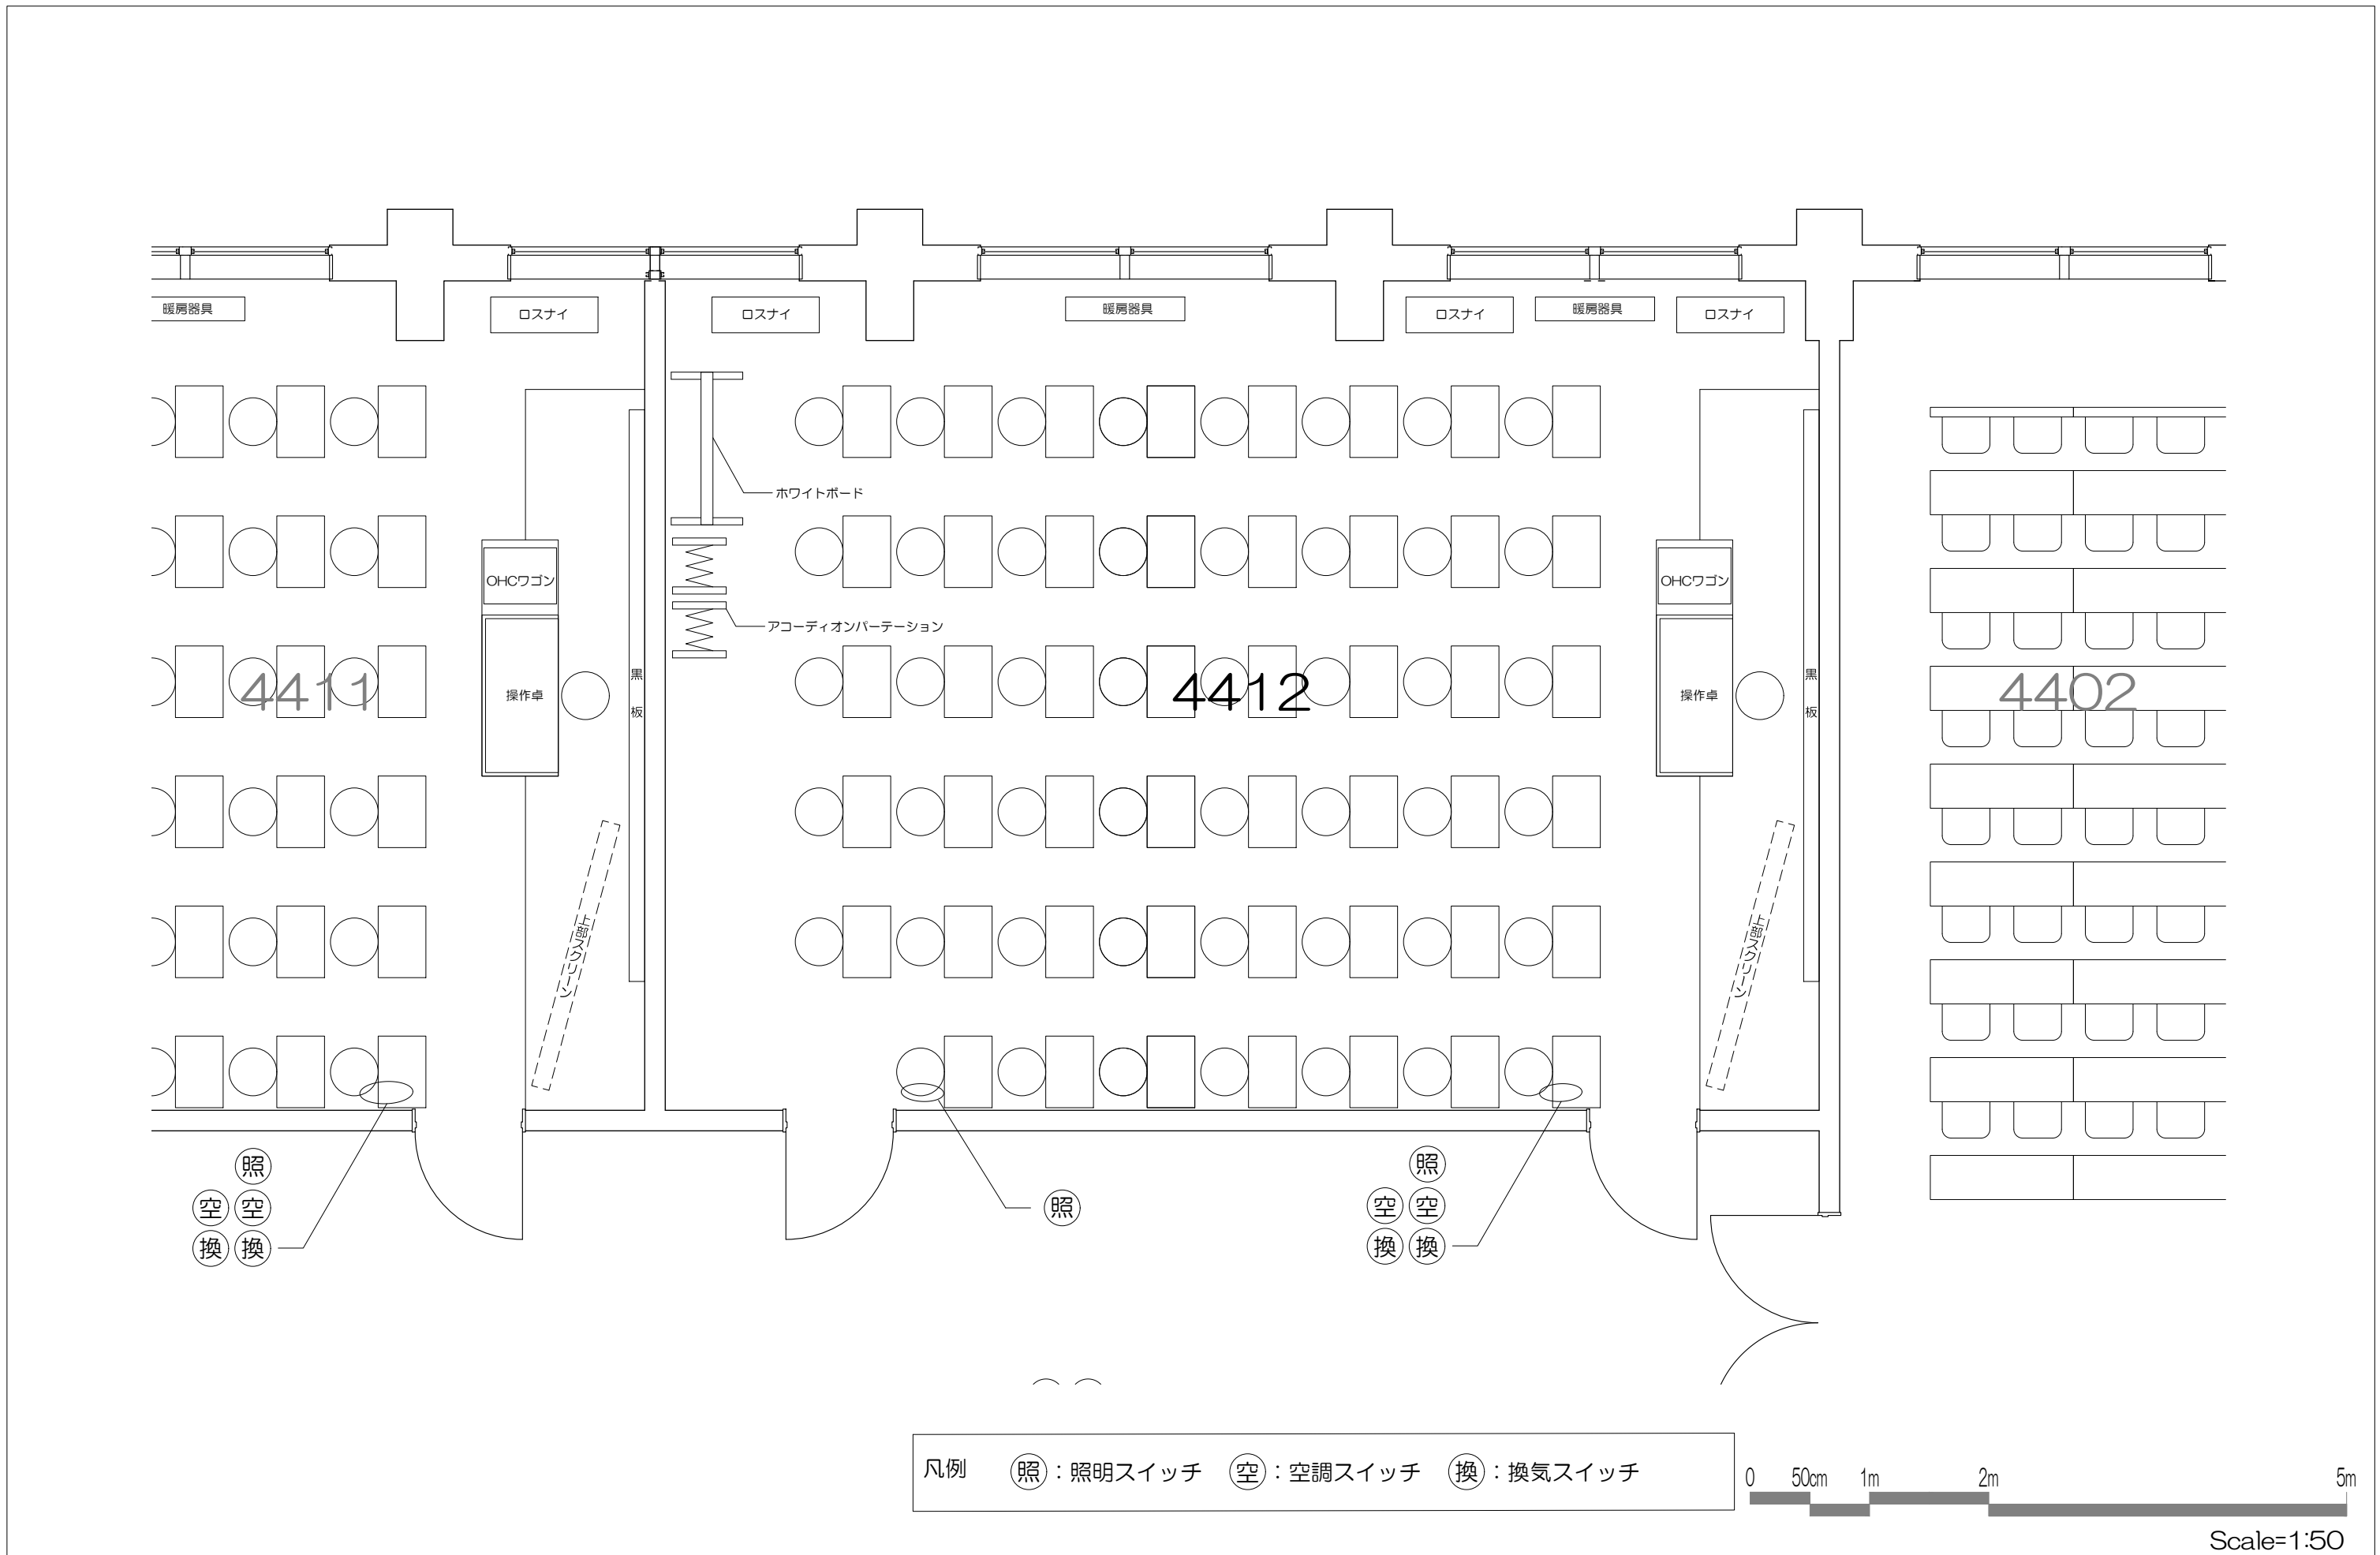 暖房器具
ロスナイ
ロスナイ
暖房器具
ロスナイ
暖房器具
ロスナイ
ホワイトボード
OHCワゴン
OHCワゴン
アコーディオンパーテーション
4411
操作卓
黒板
4412
操作卓
黒板
4402
上部スクリーン
上部スクリーン
照
空 空
換 換
照
照
空 空
換 換
凡例 照:照明スイッチ 空:空調スイッチ 換:換気スイッチ
0 50cm 1m 2m 5m
Scale=1:50